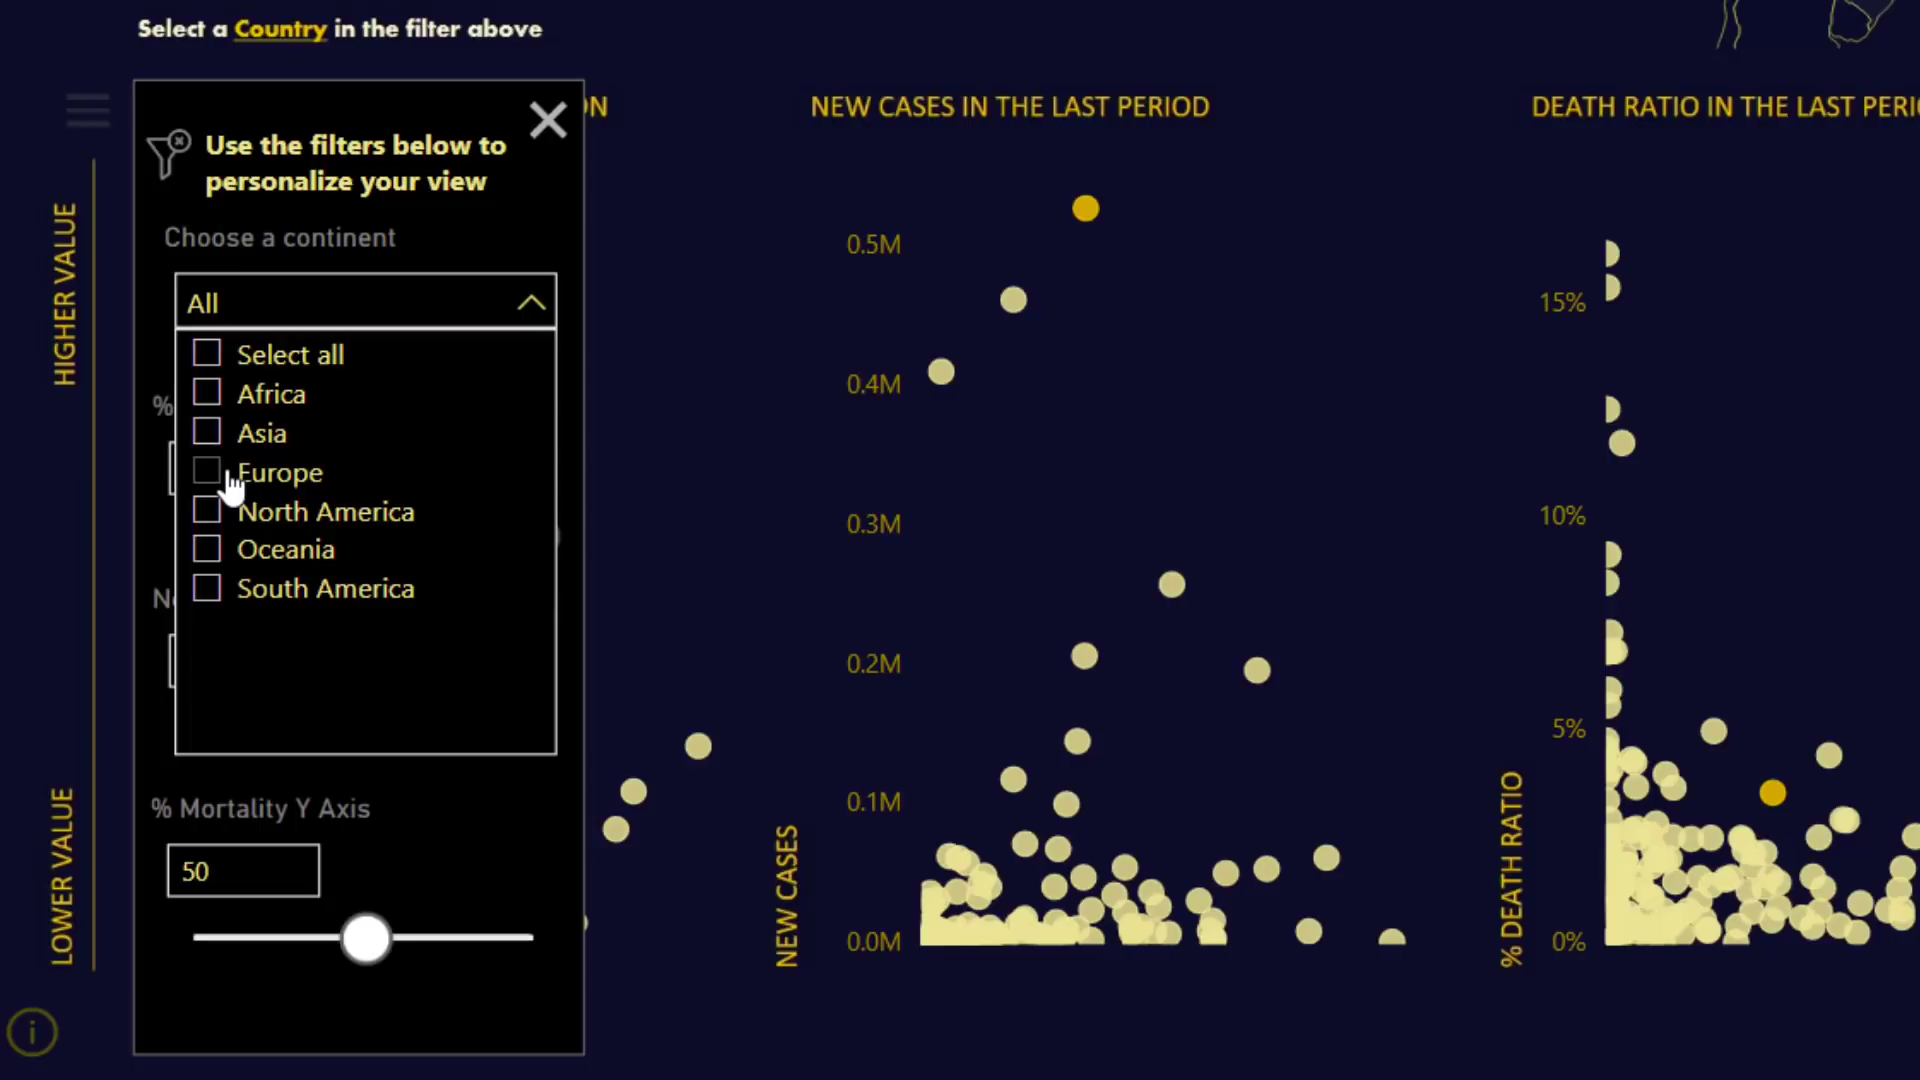 Select a Country in the filter above
ON
NEW CASES IN THE LAST PERIOD
DEATH RATIO IN THE LAST PERI
Use the filters below to
personalize your view
Choose a continent
All
Select all
Africa
Asia
Europe
North America
Oceania
South America
%
% Mortality Y Axis
50
HIGHER VALUE
LOWER VALUE
NEW CASES
0.5M
0.4M
0.3M
0.2M
0.1M
0.0M
% DEATH RATIO
15%
10%
5%
0%
i